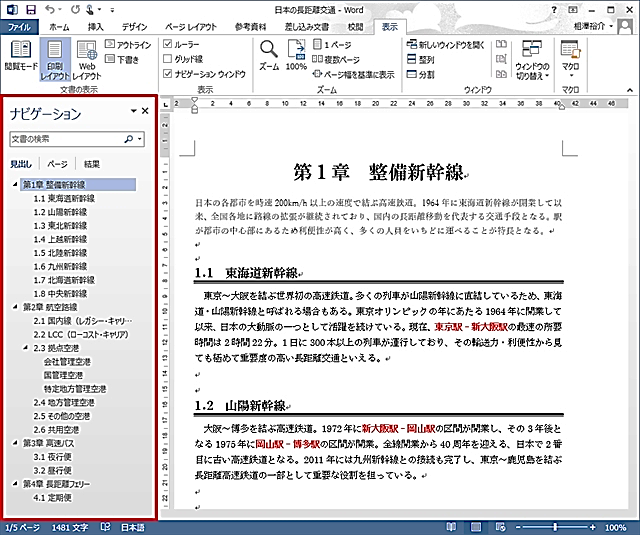 日本の長距離交通 - Word
ファイル ホーム 挿入 デザイン ページ レイアウト 参考資料 差し込み文書 校閲 表示 相澤裕介
閲覧モード 印刷レイアウト Webレイアウト アウトライン 下書き
文書の表示
ルーラー
グリッド線
ナビゲーション ウィンドウ
表示
ズーム 100% 1 ページ 複数ページ ページ幅を基準に表示
ズーム
新しいウィンドウを開く 整列 分割 ウィンドウの切り替え
ウィンドウ
マクロ
マクロ
ナビゲーション
文書の検索
見出し ページ 結果
第1章 整備新幹線
1.1 東海道新幹線
1.2 山陽新幹線
1.3 東北新幹線
1.4 上越新幹線
1.5 北陸新幹線
1.6 九州新幹線
1.7 北海道新幹線
1.8 中央新幹線
第2章 航空路線
2.1 国内線（レガシー・キャリ…
2.2 LCC（ローコスト・キャリア）
2.3 拠点空港
会社管理空港
国管理空港
特定地方管理空港
2.4 地方管理空港
2.5 その他の空港
2.6 共用空港
第3章 高速バス
3.1 夜行便
3.2 昼行便
第4章 長距離フェリー
4.1 定期便
第１章　整備新幹線
日本の各都市を時速 200km/h 以上の速度で結ぶ高速鉄道。1964 年に東海道新幹線が開業して以
来、全国各地に路線の拡張が継続されており、国内の長距離移動を代表する交通手段となる。駅
が都市の中心部にあるため利便性が高く、多くの人員をいちどに運べることが特長となる。
1.1　東海道新幹線
東京～大阪を結ぶ世界初の高速鉄道。多くの列車が山陽新幹線に直結しているため、東海
道・山陽新幹線と呼ばれる場合もある。東京オリンピックの年にあたる 1964 年に開業して
以来、日本の大動脈の一つとして活躍を続けている。現在、東京駅－新大阪駅の最速の所要
時間は 2 時間 22 分。1 日に 300 本以上の列車が運行しており、その輸送力・利便性から見
ても極めて重要度の高い長距離交通といえる。
1.2　山陽新幹線
大阪～博多を結ぶ高速鉄道。1972 年に新大阪駅－岡山駅の区間が開業し、その 3 年後と
なる 1975 年に岡山駅－博多駅の区間が開業。全線開業から 40 周年を迎える、日本で 2 番
目に古い高速鉄道となる。2011 年には九州新幹線との接続も完了し、東京～鹿児島を結ぶ
長距離高速鉄道の一部として重要な役割を担っている。
1/5 ページ 1481 文字 日本語 100%